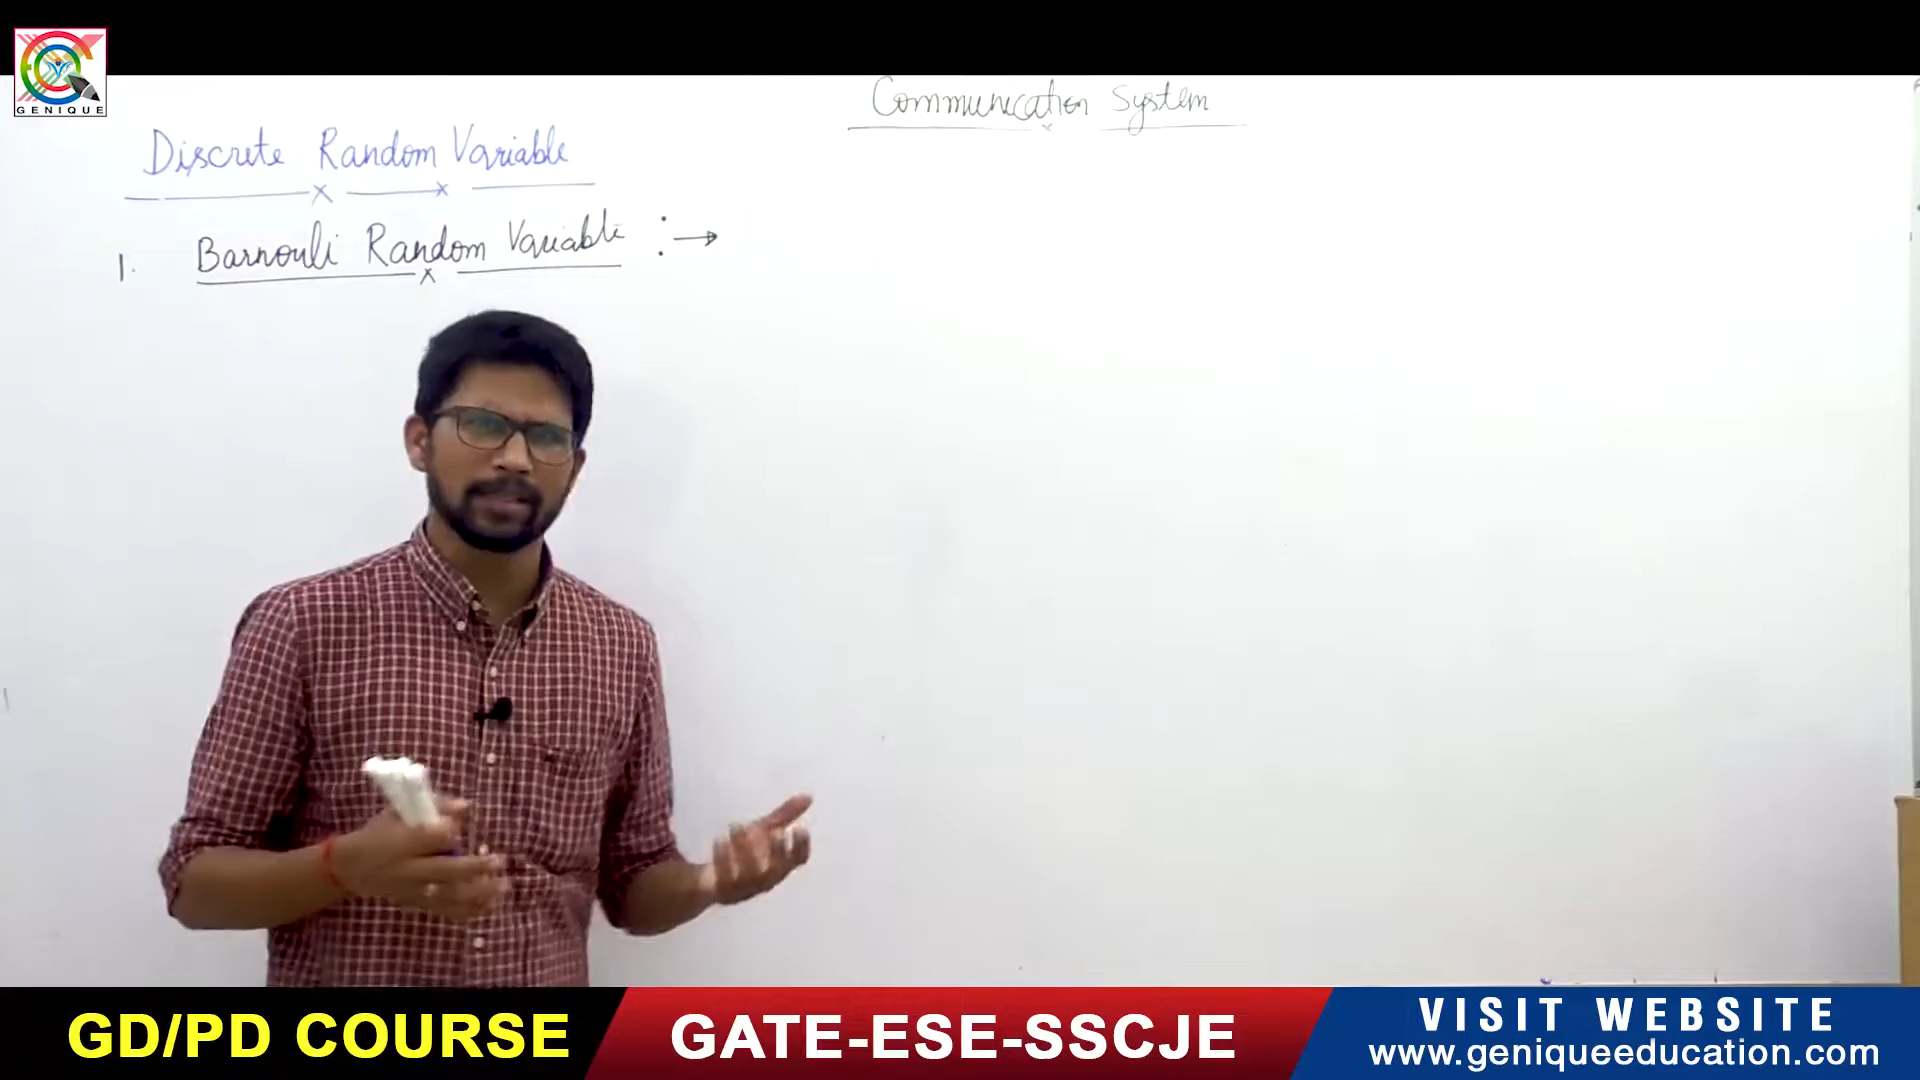 GENIQUE
Communication System
Discrete Random Variable
1. Barnouli Random Variable :→
GD/PD COURSE
GATE-ESE-SSCJE
VISIT WEBSITE
www.geniqueeducation.com